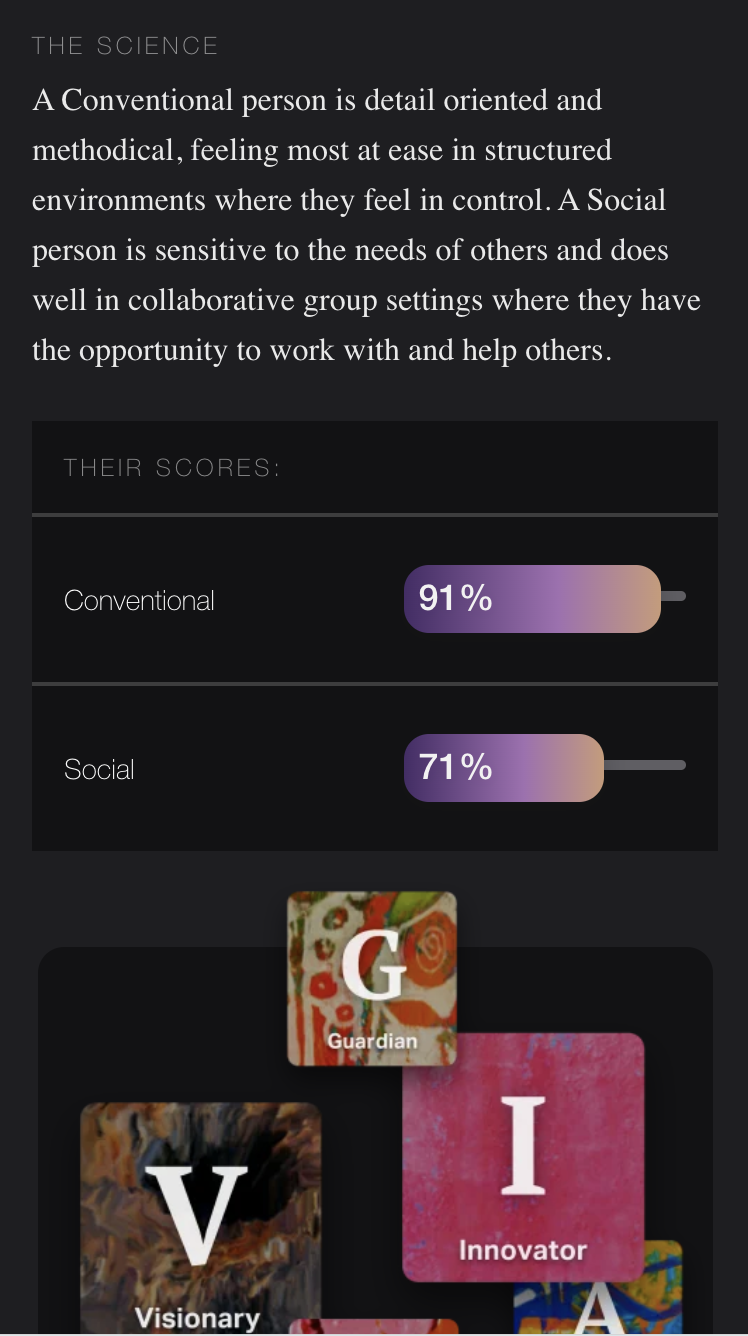 THE SCIENCE
A Conventional person is detail oriented and
methodical, feeling most at ease in structured
environments where they feel in control. A Social
person is sensitive to the needs of others and does
well in collaborative group settings where they have
the opportunity to work with and help others.
THEIR SCORES:
Conventional
91%
Social
71%
G
Guardian
I
Innovator
V
Visionary
A